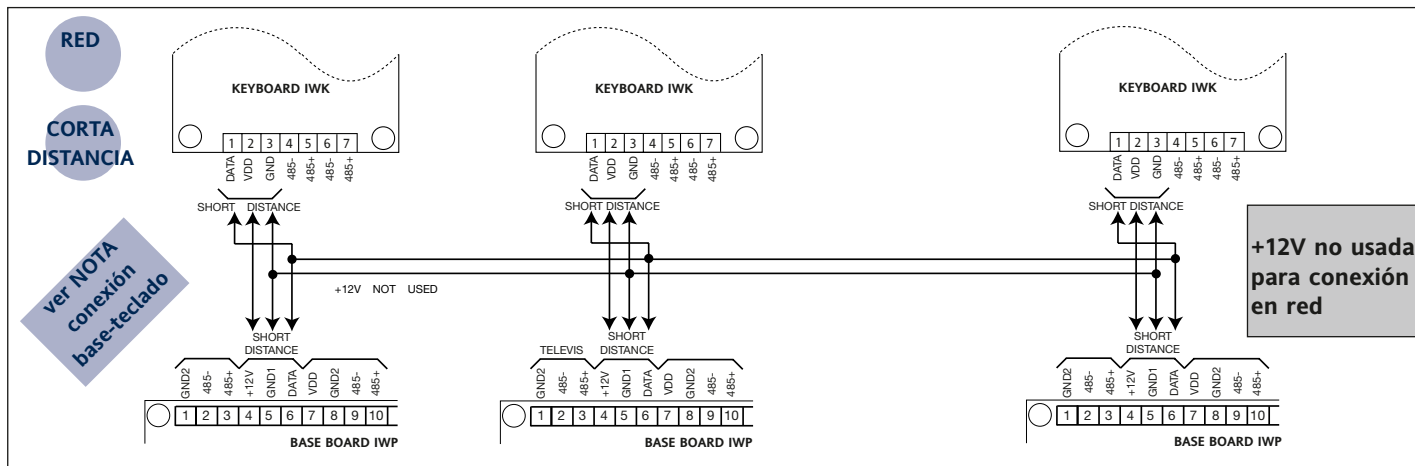 RED
CORTA
DISTANCIA
ver NOTA
conexión
base-teclado
KEYBOARD IWK
1 2 3 4 5 6 7
DATA VDD GND 485- 485+ 485- 485+
SHORT DISTANCE
KEYBOARD IWK
1 2 3 4 5 6 7
DATA VDD GND 485- 485+ 485- 485+
SHORT DISTANCE
KEYBOARD IWK
1 2 3 4 5 6 7
DATA VDD GND 485- 485+ 485- 485+
SHORT DISTANCE
+12V NOT USED
+12V no usada
para conexión
en red
SHORT
DISTANCE
GND2 485- 485+ +12V GND1 DATA VDD GND2 485- 485+
1 2 3 4 5 6 7 8 9 10
BASE BOARD IWP
SHORT
TELEVIS DISTANCE
GND2 485- 485+ +12V GND1 DATA VDD GND2 485- 485+
1 2 3 4 5 6 7 8 9 10
BASE BOARD IWP
SHORT
DISTANCE
GND2 485- 485+ +12V GND1 DATA VDD GND2 485- 485+
1 2 3 4 5 6 7 8 9 10
BASE BOARD IWP